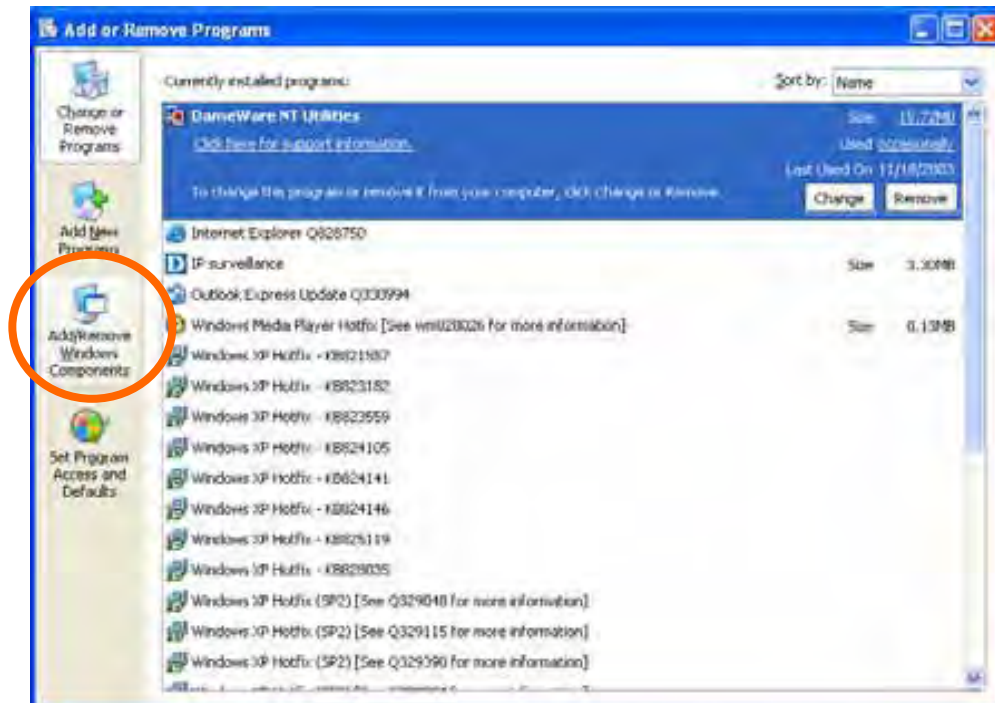 Add or Remove Programs
Change or
Remove
Programs
Add New
Programs
Add/Remove
Windows
Components
Set Program
Access and
Defaults
Currently installed programs:
Sort by: Name
DameWare NT Utilities
Size
Click here for support information.
Used occasionally
Last Used On 11/18/2003
To change this program or remove it from your computer, click Change or Remove.
Change Remove
Internet Explorer Q828750
IP surveillance Size 3.30MB
Outlook Express Update Q330994
Windows Media Player Hotfix [See wm828026 for more information] Size 0.13MB
Windows XP Hotfix - KB821557
Windows XP Hotfix - KB823182
Windows XP Hotfix - KB823559
Windows XP Hotfix - KB824105
Windows XP Hotfix - KB824141
Windows XP Hotfix - KB824146
Windows XP Hotfix - KB825119
Windows XP Hotfix - KB828035
Windows XP Hotfix (SP2) [See Q329048 for more information]
Windows XP Hotfix (SP2) [See Q329115 for more information]
Windows XP Hotfix (SP2) [See Q329390 for more information]